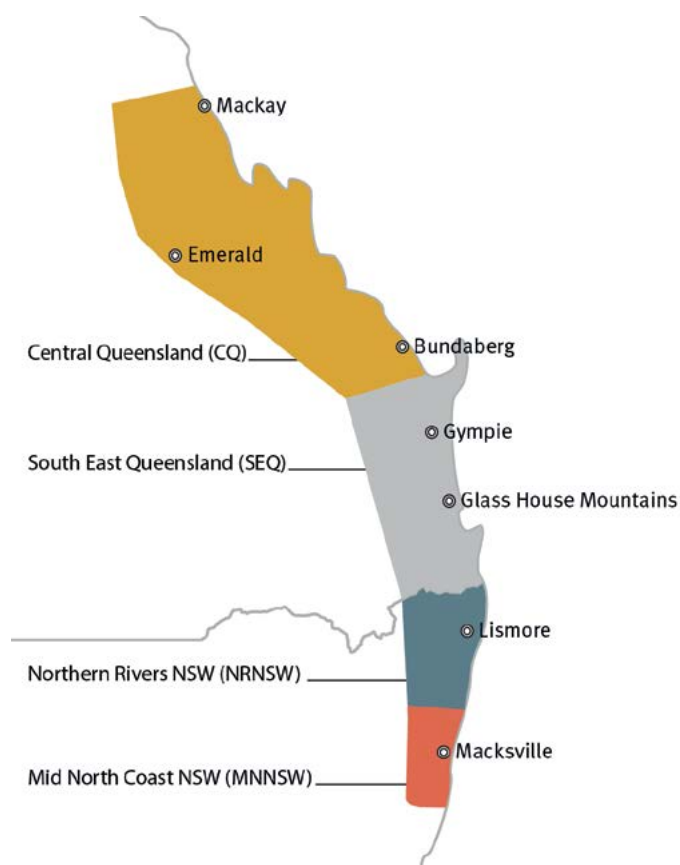 Mackay
Emerald
Bundaberg
Central Queensland (CQ)
Gympie
South East Queensland (SEQ)
Glass House Mountains
Lismore
Northern Rivers NSW (NRNSW)
Macksville
Mid North Coast NSW (MNNSW)